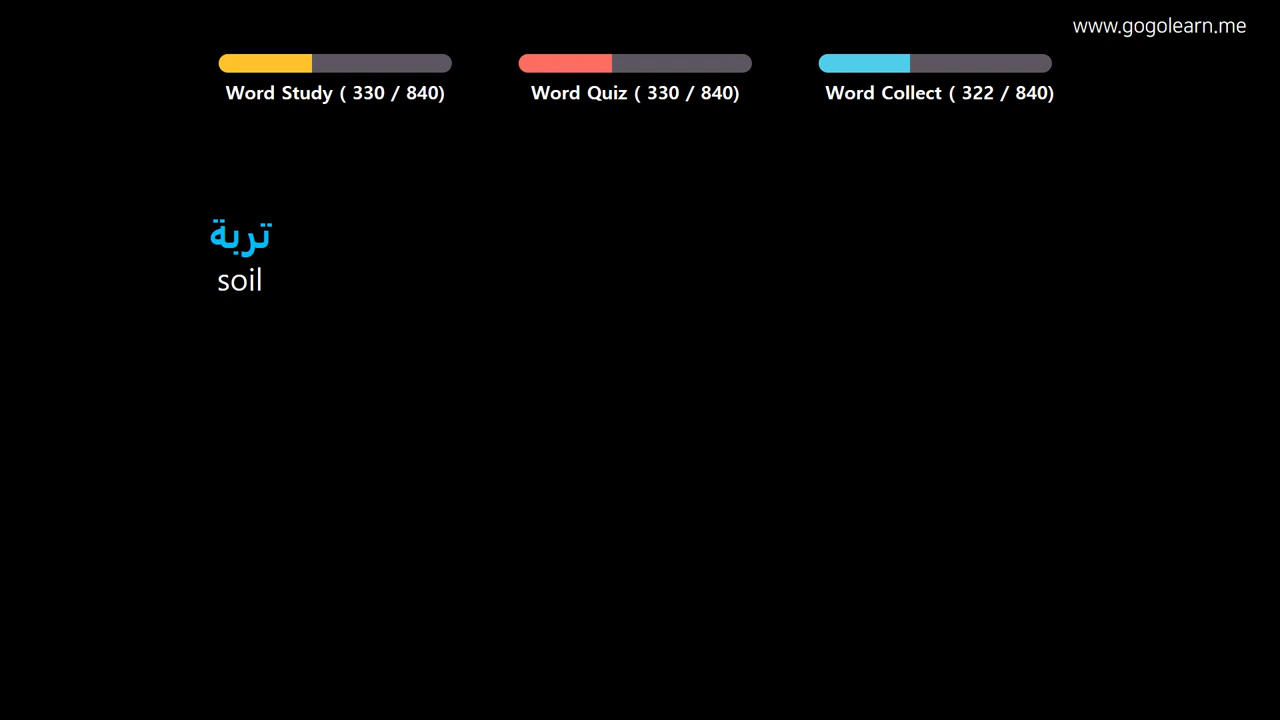 www.gogolearn.me
Word Study ( 330 / 840)
Word Quiz ( 330 / 840)
Word Collect ( 322 / 840)
تربة
soil